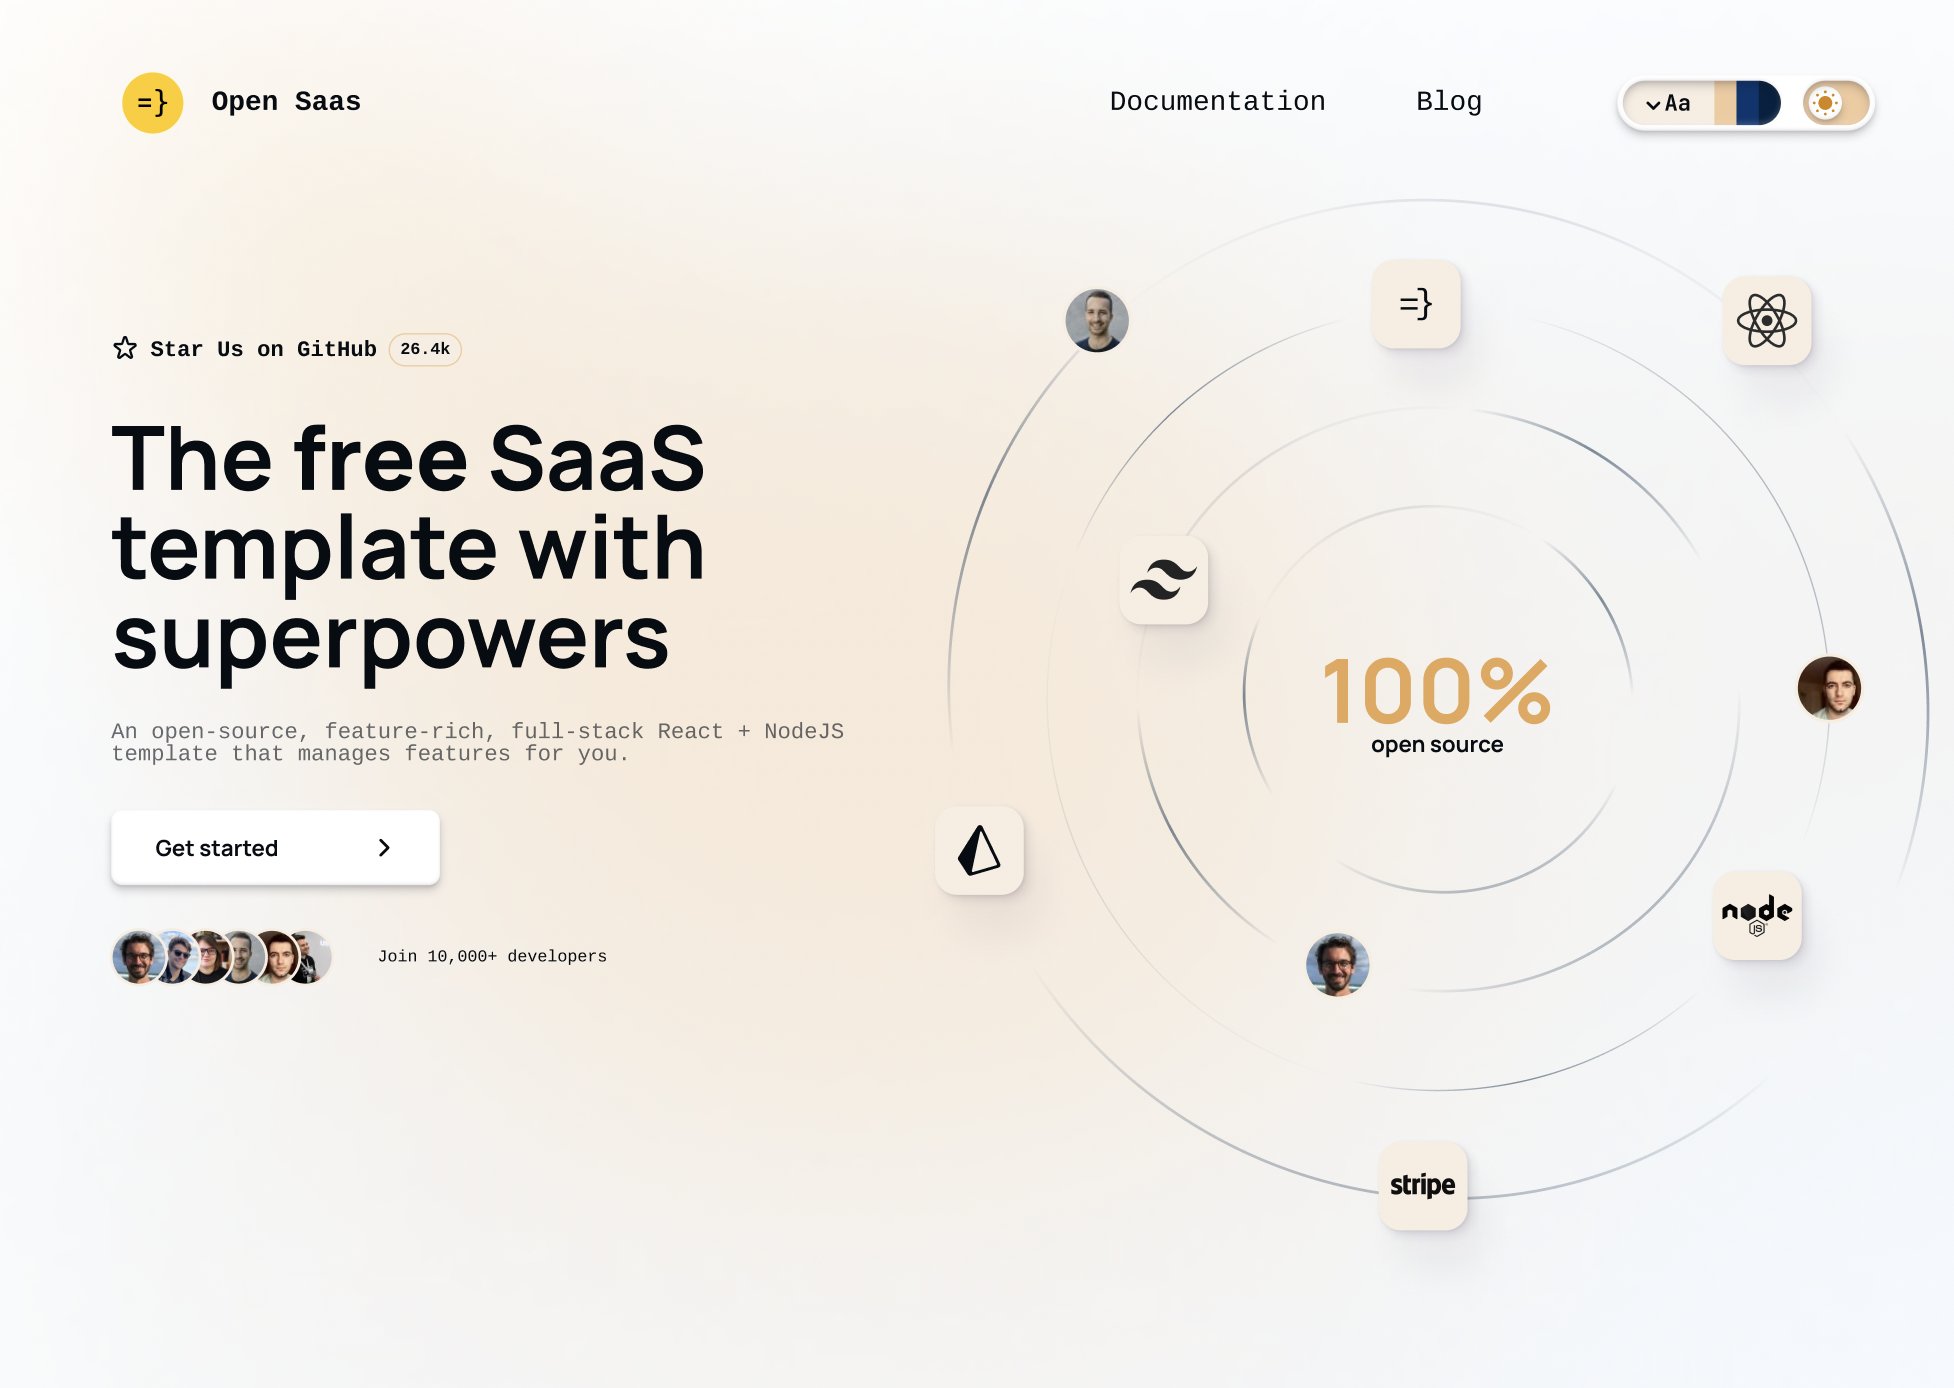 =} Open Saas
Documentation
Blog
Aa
Star Us on GitHub 26.4k
The free SaaS
template with
superpowers
An open-source, feature-rich, full-stack React + NodeJS
template that manages features for you.
Get started
Join 10,000+ developers
=}
100%
open source
node
JS
stripe